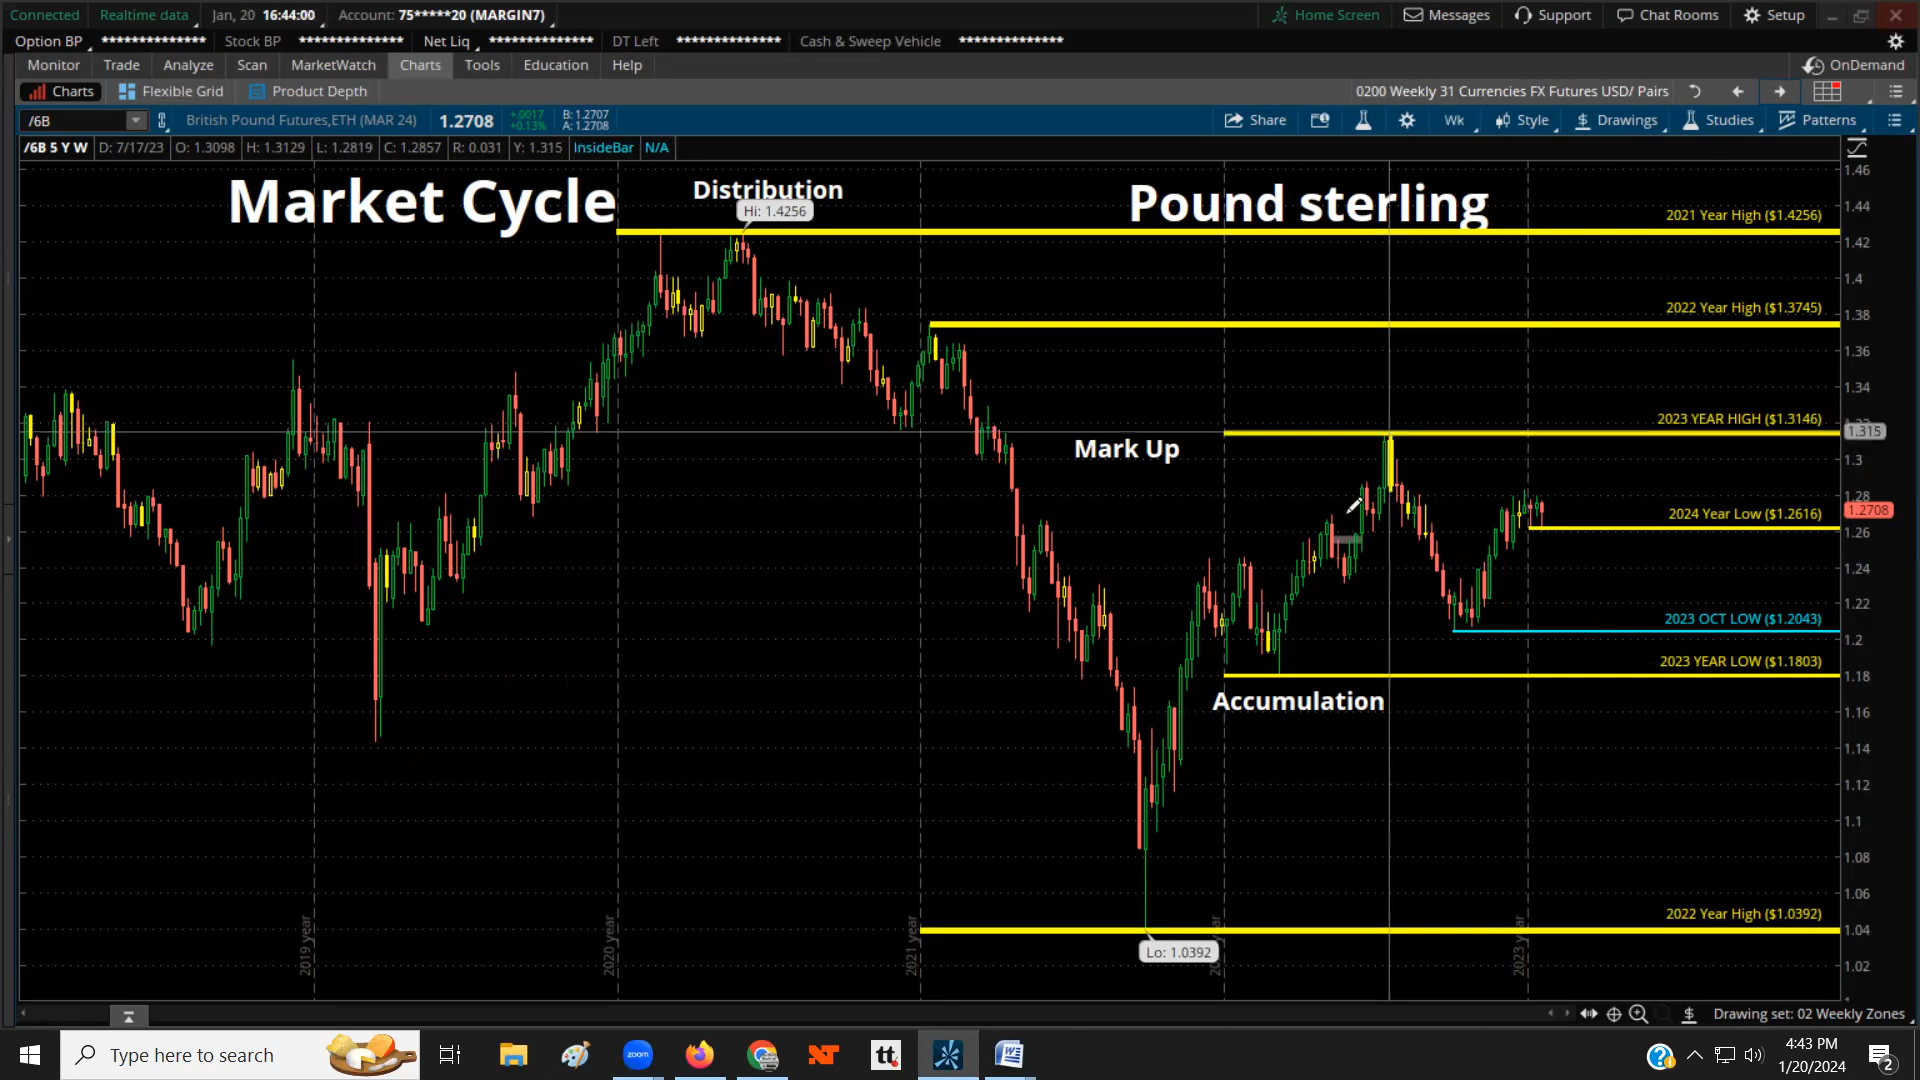 Connected Realtime data Jan, 20 16:44:00 Account: 75*****20 (MARGIN7) Home Screen Messages Support Chat Rooms Setup
Option BP ************** Stock BP ************** Net Liq ************** DT Left ************** Cash & Sweep Vehicle **************
Monitor Trade Analyze Scan MarketWatch Charts Tools Education Help OnDemand
Charts Flexible Grid Product Depth 0200 Weekly 31 Currencies FX Futures USD/ Pairs
/6B British Pound Futures,ETH (MAR 24) 1.2708 +.0017 +0.13% B: 1.2707 A: 1.2708 Share Wk Style Drawings Studies Patterns
/6B 5 Y W D: 7/17/23 O: 1.3098 H: 1.3129 L: 1.2819 C: 1.2857 R: 0.031 Y: 1.315 InsideBar N/A
1.46
Market Cycle Distribution Pound sterling
Hi: 1.4256
1.44
2021 Year High ($1.4256)
1.42
1.4
2022 Year High ($1.3745)
1.38
1.36
1.34
2023 YEAR HIGH ($1.3146)
1.315
Mark Up
1.3
1.28
1.2708
2024 Year Low ($1.2616)
1.26
1.24
1.22
2023 OCT LOW ($1.2043)
1.2
2023 YEAR LOW ($1.1803)
1.18
Accumulation
1.16
1.14
1.12
1.1
1.08
1.06
2022 Year High ($1.0392)
1.04
Lo: 1.0392
1.02
2019 year 2020 year 2021 year 2023 year
Drawing set: 02 Weekly Zones
Type here to search zoom tt 4:43 PM
1/20/2024 2